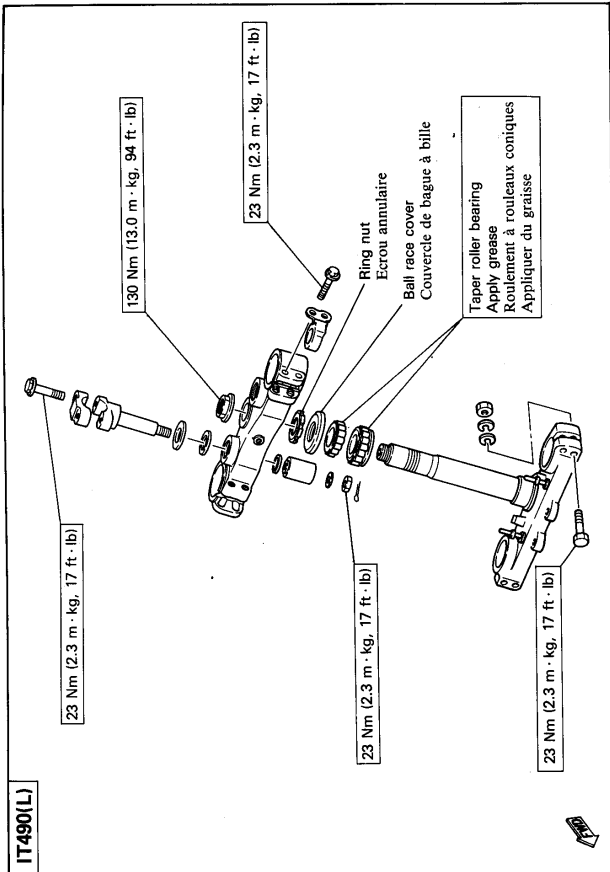 IT490(L)
23 Nm (2.3 m · kg, 17 ft · lb)
130 Nm (13.0 m · kg, 94 ft · lb)
23 Nm (2.3 m · kg, 17 ft · lb)
Ring nut
Ecrou annulaire
Ball race cover
Couvercle de bague à bille
Taper roller bearing
Apply grease
Roulement à rouleaux coniques
Appliquer du graisse
23 Nm (2.3 m · kg, 17 ft · lb)
23 Nm (2.3 m · kg, 17 ft · lb)
FWD